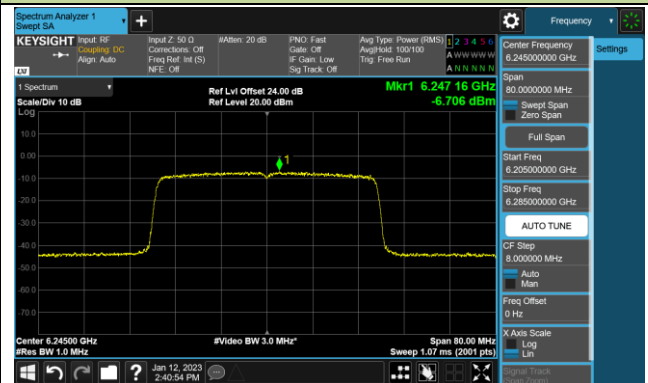 Spectrum Analyzer 1
Swept SA
Frequency
KEYSIGHT
Input: RF
Coupling: DC
Align: Auto
Input Z: 50 Ω
Corrections: Off
Freq Ref: Int (S)
NFE: Off
#Atten: 20 dB
PNO: Fast
Gate: Off
IF Gain: Low
Sig Track: Off
Avg Type: Power (RMS)
Avg|Hold: 100/100
Trig: Free Run
1 2 3 4 5 6
A W W W W W
A N N N N N
LXI
1 Spectrum
Scale/Div 10 dB
Ref Lvl Offset 24.00 dB
Ref Level 20.00 dBm
Mkr1 6.247 16 GHz
-6.706 dBm
Log
10.0
0.00
-10.0
-20.0
-30.0
-40.0
-50.0
-60.0
-70.0
1
Center 6.24500 GHz
#Res BW 1.0 MHz
#Video BW 3.0 MHz*
Span 80.00 MHz
Sweep 1.07 ms (2001 pts)
Jan 12, 2023
2:40:54 PM
Center Frequency
6.245000000 GHz
Settings
Span
80.0000000 MHz
Swept Span
Zero Span
Full Span
Start Freq
6.205000000 GHz
Stop Freq
6.285000000 GHz
AUTO TUNE
CF Step
8.000000 MHz
Auto
Man
Freq Offset
0 Hz
X Axis Scale
Log
Lin
Signal Track
(Span Zoom)